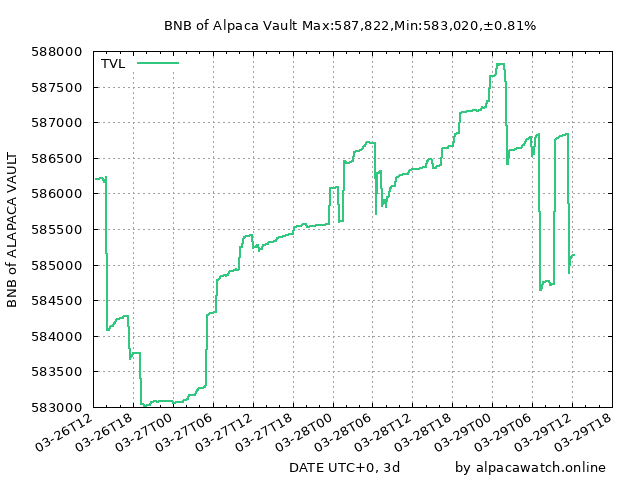 BNB of Alpaca Vault Max:587,822,Min:583,020,±0.81%
TVL
BNB of ALAPACA VAULT
588000
587500
587000
586500
586000
585500
585000
584500
584000
583500
583000
03-26T12
03-26T18
03-27T00
03-27T06
03-27T12
03-27T18
03-28T00
03-28T06
03-28T12
03-28T18
03-29T00
03-29T06
03-29T12
03-29T18
DATE UTC+0, 3d
by alpacawatch.online